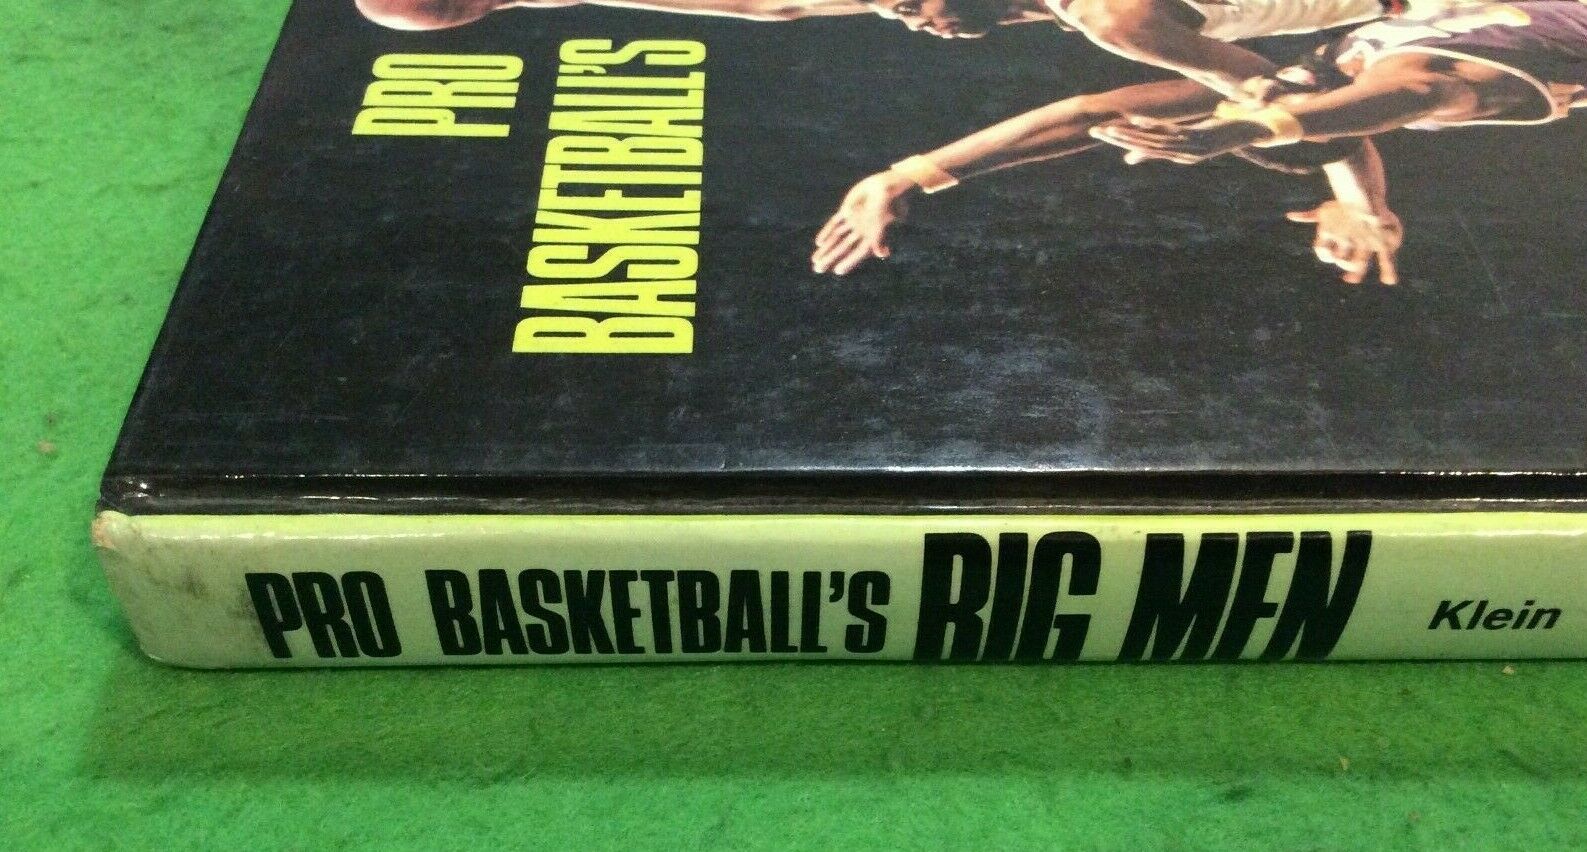 PRO
BASKETBALL'S
PRO BASKETBALL'S BIG MEN Klein